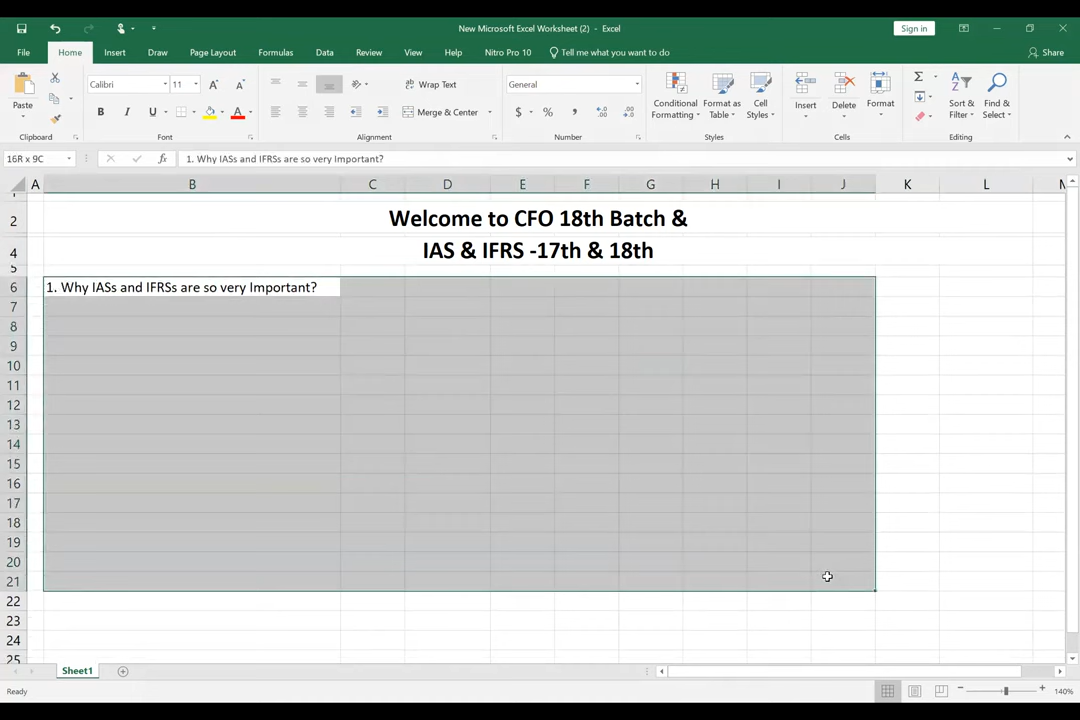 New Microsoft Excel Worksheet (2) - Excel
Sign in
File Home Insert Draw Page Layout Formulas Data Review View Help Nitro Pro 10 Tell me what you want to do Share
Paste
Clipboard
Calibri 11
B I U
Font
Wrap Text
Merge & Center
Alignment
General
$ % ,
Number
Conditional Formatting
Format as Table
Cell Styles
Styles
Insert
Delete
Format
Cells
Sort & Filter
Find & Select
Editing
16R x 9C
fx
1. Why IASs and IFRSs are so very Important?
A B C D E F G H I J K L
2
Welcome to CFO 18th Batch &
4
IAS & IFRS -17th & 18th
5
6
1. Why IASs and IFRSs are so very Important?
7
8
9
10
11
12
13
14
15
16
17
18
19
20
21
22
23
24
25
Sheet1
Ready
140%